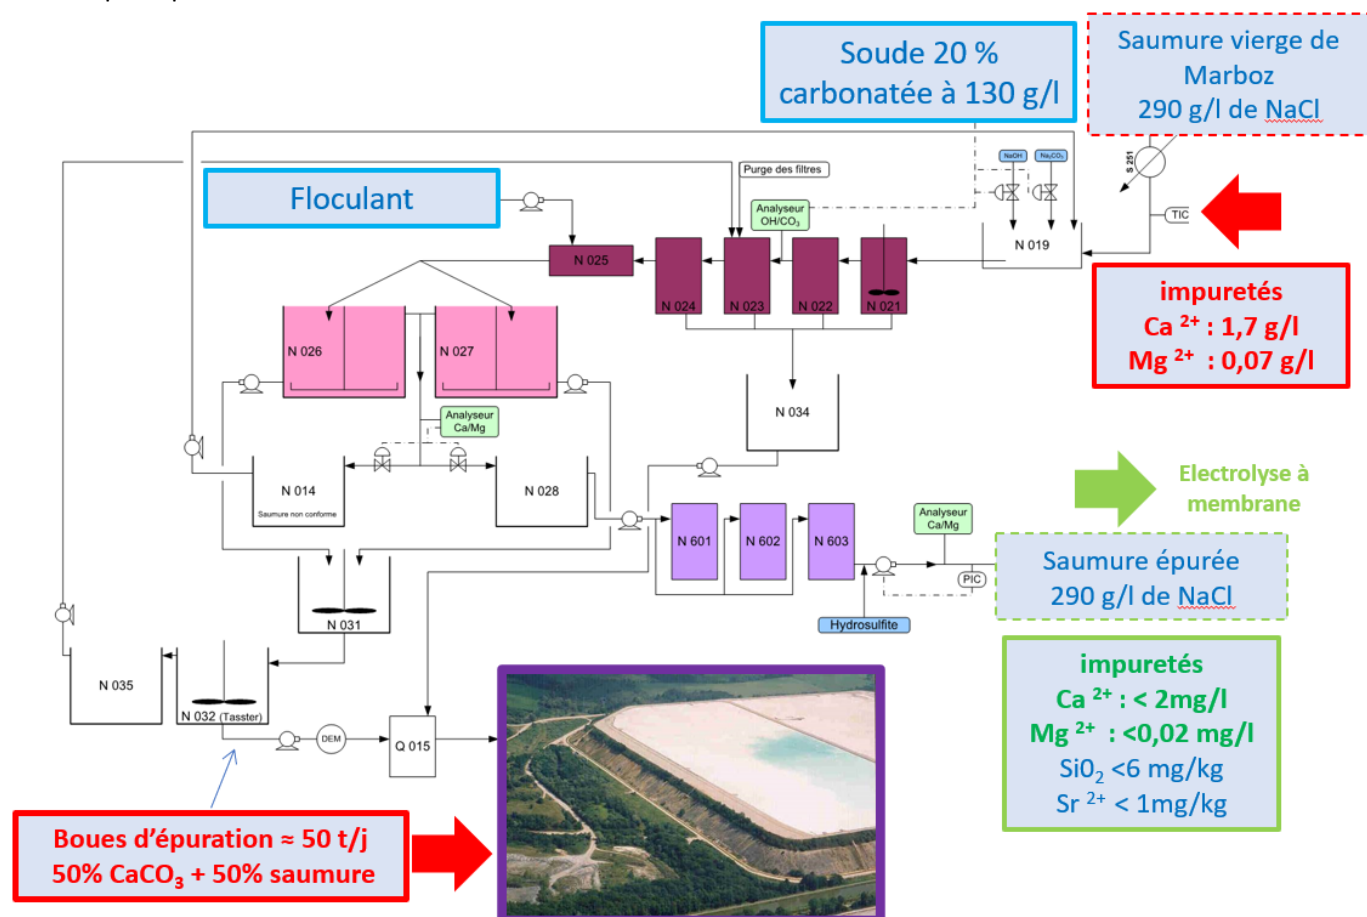 Soude 20 %
carbonatée à 130 g/l
Saumure vierge de
Marboz
290 g/l de NaCl
Floculant
Purge des filtres
NaOH
Na₂CO₃
S 251
TIC
Analyseur
OH/CO₃
N 019
N 025
N 024
N 023
N 022
N 021
impuretés
Ca ²⁺ : 1,7 g/l
Mg ²⁺ : 0,07 g/l
N 026
N 027
N 034
Analyseur
Ca/Mg
N 014
Saumure non conforme
N 028
Electrolyse à
membrane
Analyseur
Ca/Mg
N 601
N 602
N 603
PIC
Saumure épurée
290 g/l de NaCl
Hydrosulfite
N 031
N 035
N 032 (Tasster)
DEM
Q 015
impuretés
Ca ²⁺ : < 2mg/l
Mg ²⁺ : <0,02 mg/l
Si0₂ <6 mg/kg
Sr ²⁺ < 1mg/kg
Boues d’épuration ≈ 50 t/j
50% CaCO₃ + 50% saumure